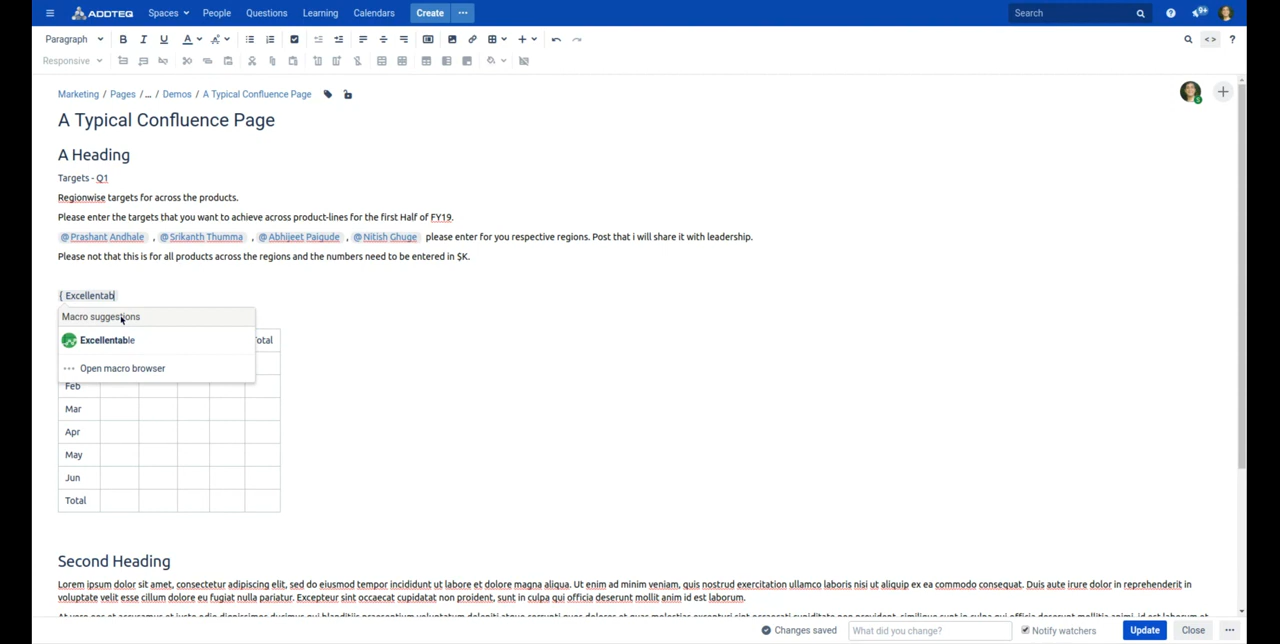 ADDTEQ Spaces People Questions Learning Calendars Create ••• Search 9+
Paragraph B I U A
Responsive
Marketing / Pages /... / Demos / A Typical Confluence Page
A Typical Confluence Page
A Heading
Targets - Q1
Regionwise targets for across the products.
Please enter the targets that you want to achieve across product-lines for the first Half of FY19.
@Prashant Andhale , @Srikanth Thumma , @Abhijeet Paigude , @Nitish Ghuge please enter for you respective regions. Post that i will share it with leadership.
Please not that this is for all products across the regions and the numbers need to be entered in $K.
{ Excellentab
Macro suggestions
Excellentable
otal
Open macro browser
Feb
Mar
Apr
May
Jun
Total
Second Heading
Lorem ipsum dolor sit amet, consectetur adipiscing elit, sed do eiusmod tempor incididunt ut labore et dolore magna aliqua. Ut enim ad minim veniam, quis nostrud exercitation ullamco laboris nisi ut aliquip ex ea commodo consequat. Duis aute irure dolor in reprehenderit in
voluptate velit esse cillum dolore eu fugiat nulla pariatur. Excepteur sint occaecat cupidatat non proident, sunt in culpa qui officia deserunt mollit anim id est laborum.
Changes saved What did you change? Notify watchers Update Close •••